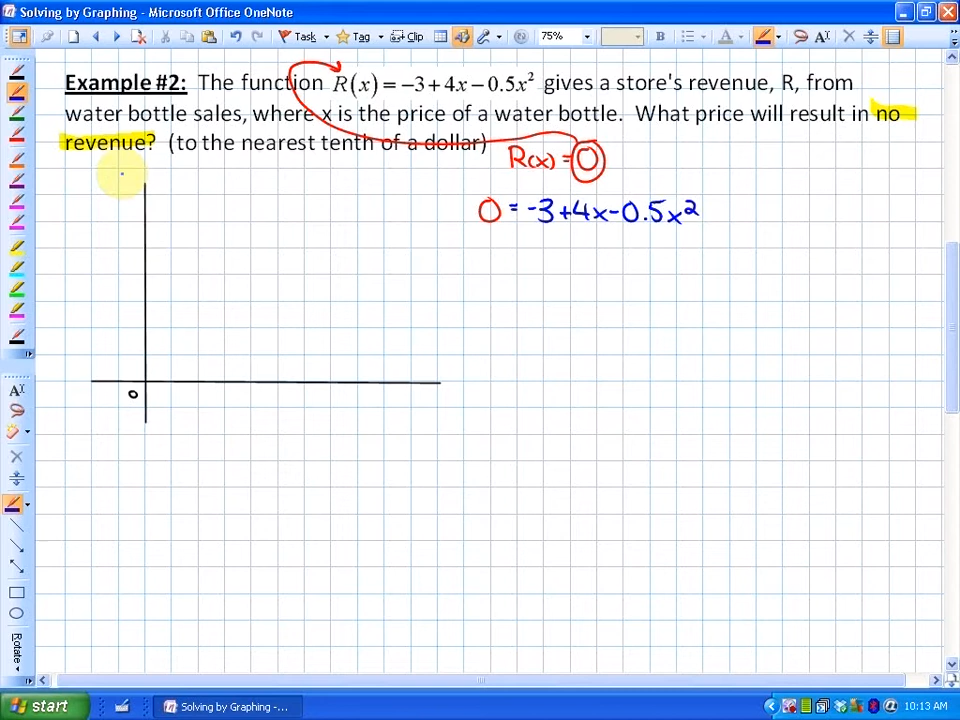 Solving by Graphing - Microsoft Office OneNote
Task Tag Clip 75% B A
Example #2: The function R(x) = −3 + 4x − 0.5x² gives a store's revenue, R, from
water bottle sales, where x is the price of a water bottle. What price will result in no
revenue? (to the nearest tenth of a dollar)
R(x) = 0
0 = -3+4x-0.5x²
0
Rotate
start Solving by Graphing -... 10:13 AM